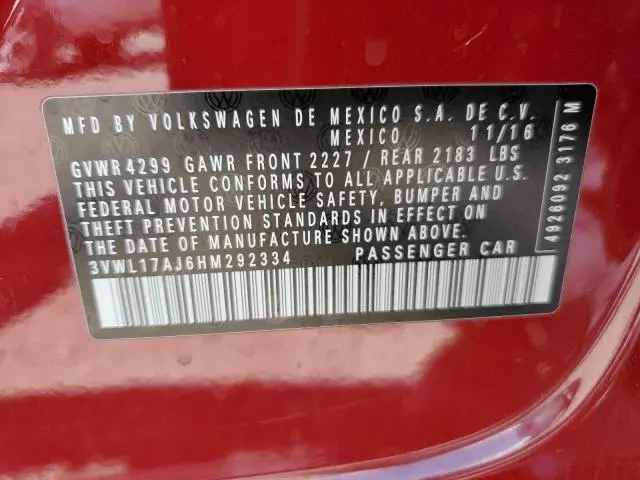 MFD BY VOLKSWAGEN DE MEXICO S.A. DE C.V.
MEXICO 11/16
GVWR 4299 GAWR FRONT 2227 / REAR 2183 LBS
THIS VEHICLE CONFORMS TO ALL APPLICABLE U.S.
FEDERAL MOTOR VEHICLE SAFETY, BUMPER AND
THEFT PREVENTION STANDARDS IN EFFECT ON
THE DATE OF MANUFACTURE SHOWN ABOVE.
3VWL17AJ6HM292334 PASSENGER CAR
4926092 3176 M